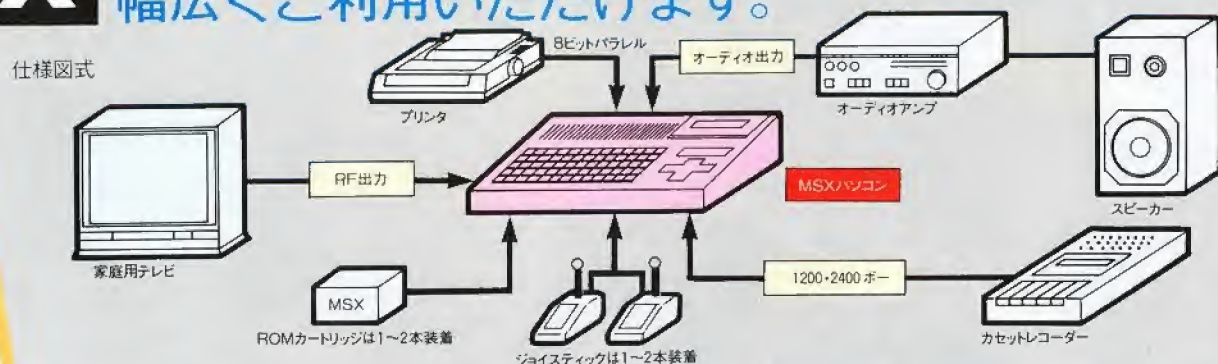 X 幅広くご利用いただけます。
仕様図式
8ビットパラレル
オーディオ出力
プリンタ
オーディオアンプ
RF出力
MSXパソコン
スピーカー
家庭用テレビ
1200・2400ボー
MSX
ROMカートリッジは1〜2本装着
カセットレコーダー
ジョイスティックは1〜2本装着